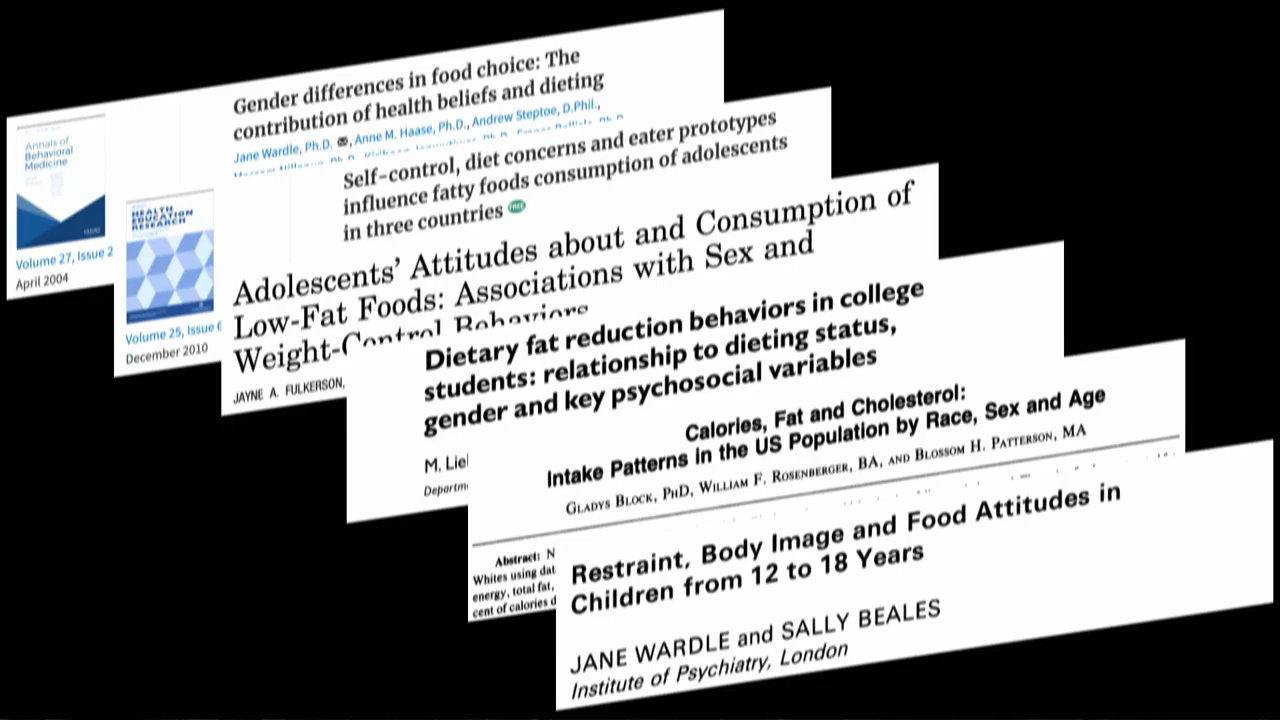 Gender differences in food choice: The
contribution of health beliefs and dieting
Jane Wardle, Ph.D. , Anne M. Haase, Ph.D., Andrew Steptoe, D.Phil.,
Annals of
Behavioral
Medicine
Volume 27, Issue 2
April 2004
Self-control, diet concerns and eater prototypes
influence fatty foods consumption of adolescents
in three countries FREE
HEALTH
EDUCATION
RESEARCH
Volume 25, Issue 6
December 2010
Adolescents' Attitudes about and Consumption of
Low-Fat Foods: Associations with Sex and
Weight-Control Behaviors
JAYNE A. FULKERSON,
Dietary fat reduction behaviors in college
students: relationship to dieting status,
gender and key psychosocial variables
M. Lie
Departm
Calories, Fat and Cholesterol:
Intake Patterns in the US Population by Race, Sex and Age
GLADYS BLOCK, PHD, WILLIAM F. ROSENBERGER, BA, AND BLOSSOM H. PATTERSON, MA
Abstract: N
Whites using dat
energy, total fat,
cent of calories d
Restraint, Body Image and Food Attitudes in
Children from 12 to 18 Years
JANE WARDLE and SALLY BEALES
Institute of Psychiatry, London